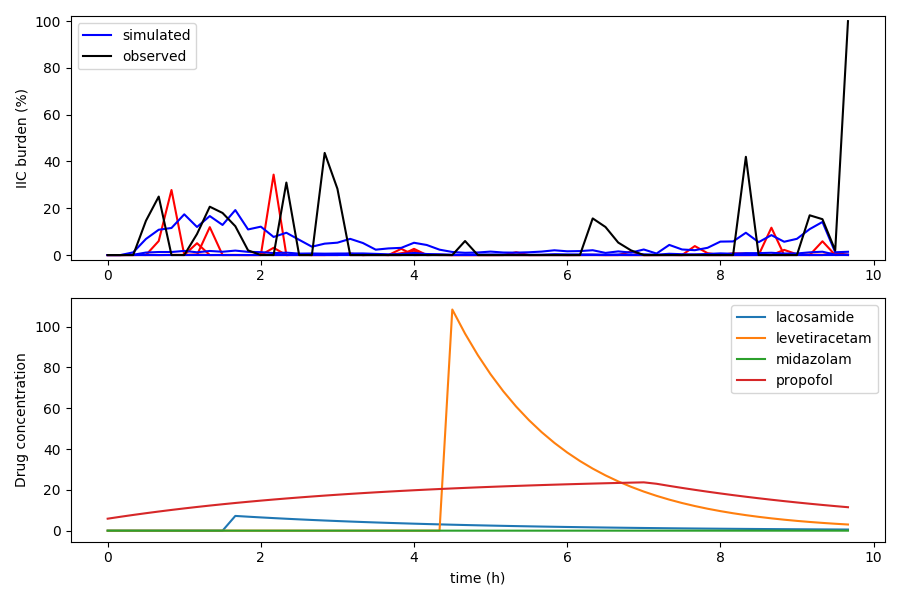 100
80
60
40
20
0
IIC burden (%)
simulated
observed
0 2 4 6 8 10
100
80
60
40
20
0
Drug concentration
lacosamide
levetiracetam
midazolam
propofol
0 2 4 6 8 10
time (h)